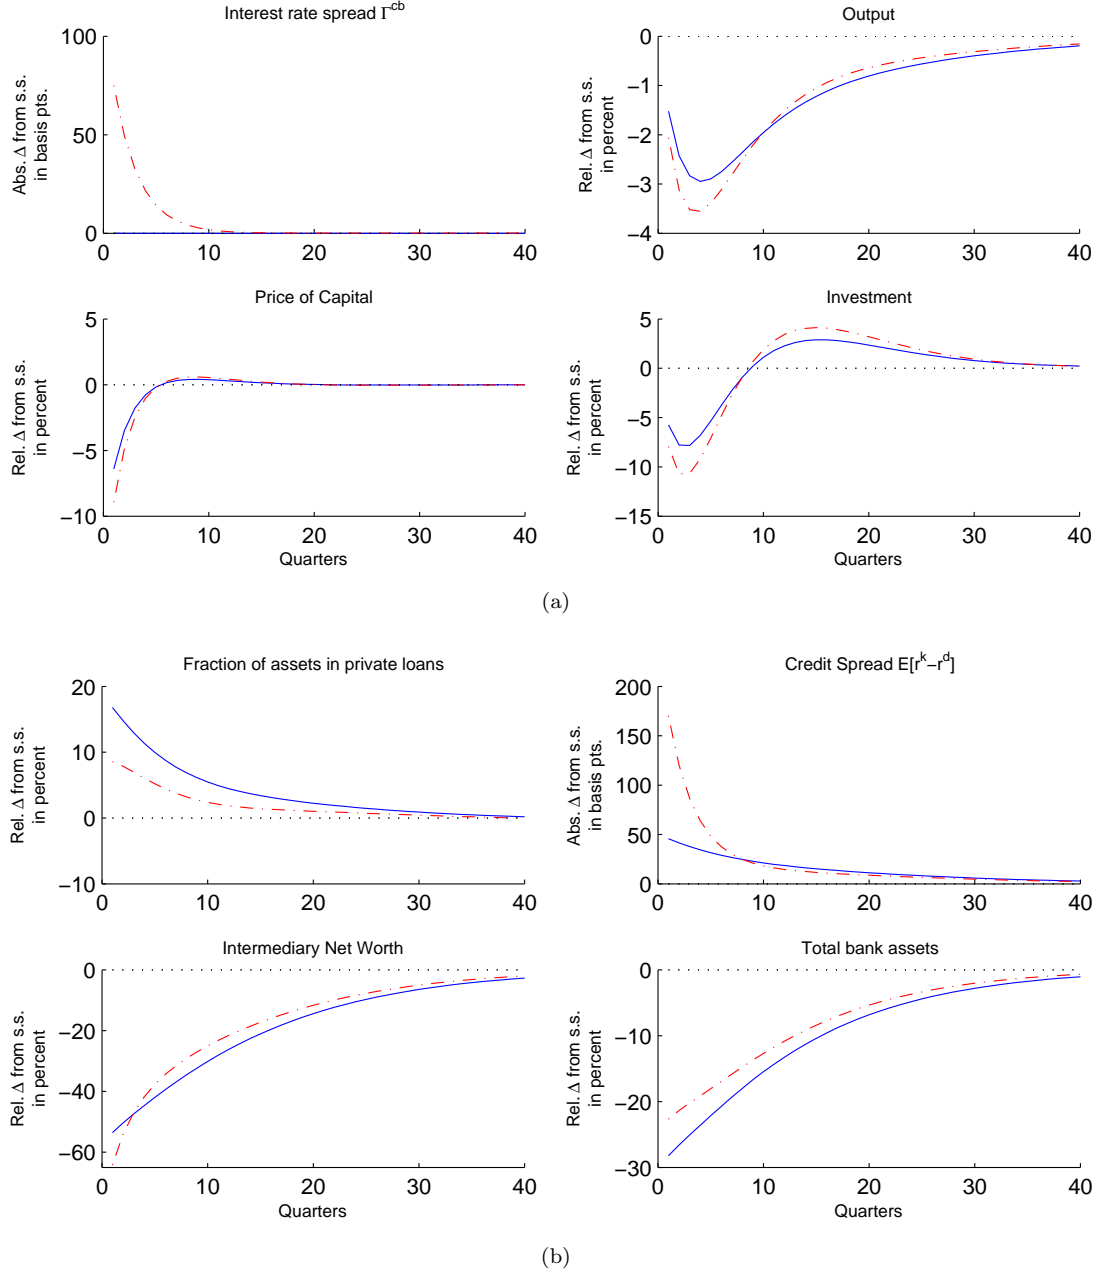 Interest rate spread Γ^cb
Abs. Δ from s.s.
in basis pts.
100
50
0
0 10 20 30 40
Output
Rel. Δ from s.s.
in percent
0
−1
−2
−3
−4
0 10 20 30 40
Price of Capital
Rel. Δ from s.s.
in percent
5
0
−5
−10
0 10 20 30 40
Quarters
Investment
Rel. Δ from s.s.
in percent
5
0
−5
−10
−15
0 10 20 30 40
Quarters
(a)
Fraction of assets in private loans
Rel. Δ from s.s.
in percent
20
10
0
−10
0 10 20 30 40
Credit Spread E[r^k−r^d]
Abs. Δ from s.s.
in basis pts.
200
150
100
50
0
0 10 20 30 40
Intermediary Net Worth
Rel. Δ from s.s.
in percent
0
−20
−40
−60
0 10 20 30 40
Quarters
Total bank assets
Rel. Δ from s.s.
in percent
0
−10
−20
−30
0 10 20 30 40
Quarters
(b)